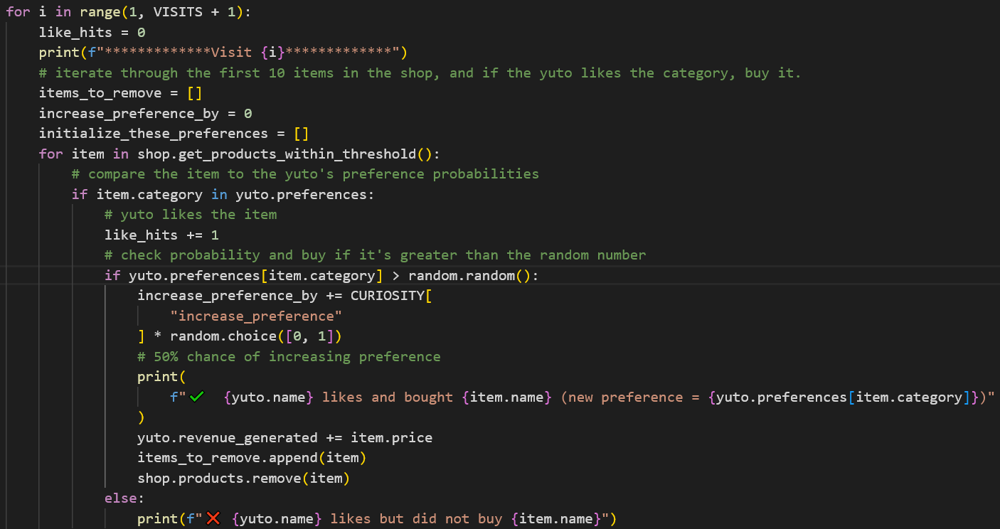 for i in range(1, VISITS + 1):
    like_hits = 0
    print(f"*************Visit {i}*************")
    # iterate through the first 10 items in the shop, and if the yuto likes the category, buy it.
    items_to_remove = []
    increase_preference_by = 0
    initialize_these_preferences = []
    for item in shop.get_products_within_threshold():
        # compare the item to the yuto's preference probabilities
        if item.category in yuto.preferences:
            # yuto likes the item
            like_hits += 1
            # check probability and buy if it's greater than the random number
            if yuto.preferences[item.category] > random.random():
                increase_preference_by += CURIOSITY[
                    "increase_preference"
                ] * random.choice([0, 1])
                # 50% chance of increasing preference
                print(
                    f"✔ {yuto.name} likes and bought {item.name} (new preference = {yuto.preferences[item.category]})"
                )
                yuto.revenue_generated += item.price
                items_to_remove.append(item)
                shop.products.remove(item)
            else:
                print(f"❌ {yuto.name} likes but did not buy {item.name}")